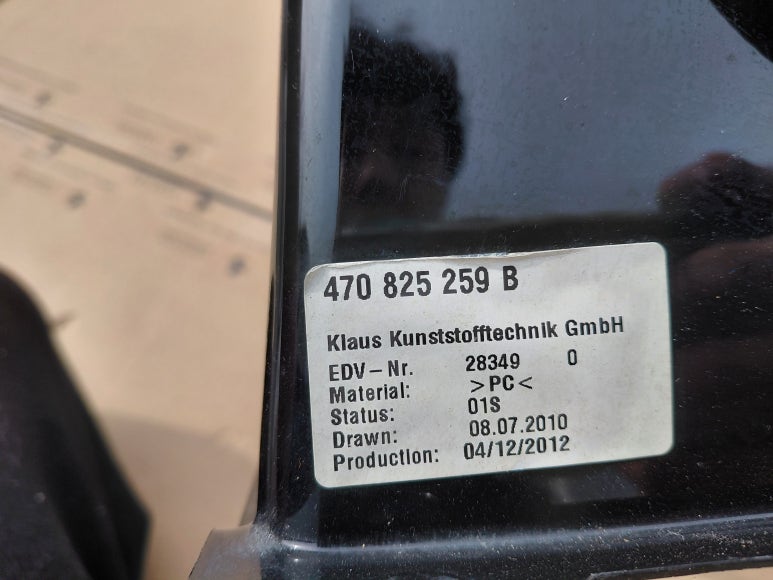 470 825 259 B
Klaus Kunststofftechnik GmbH
EDV-Nr. 28349 0
Material: >PC<
Status: 01S
Drawn: 08.07.2010
Production: 04/12/2012